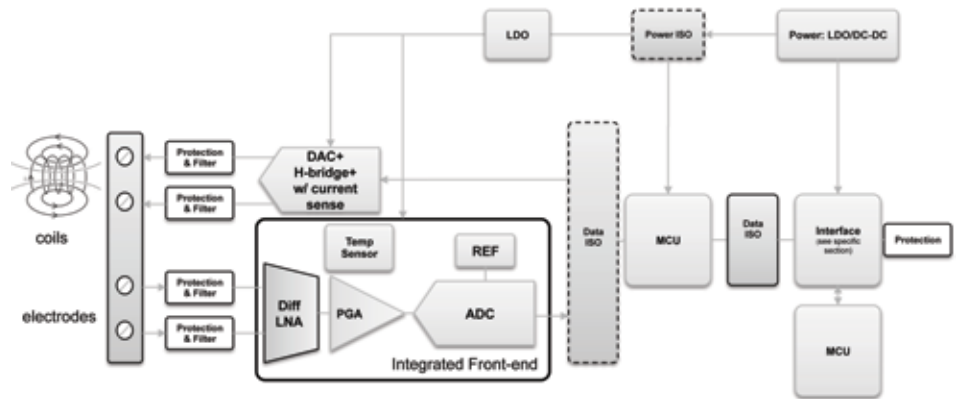 LDO
Power ISO
Power: LDO/DC-DC
Protection
& Filter
DAC+
H-bridge+
w/ current
sense
Protection
& Filter
coils
Data ISO
MCU
Data
ISO
Interface
(see specific
section)
Protection
Temp
Sensor
REF
electrodes
Protection
& Filter
Protection
& Filter
Diff
LNA
PGA
ADC
Integrated Front-end
MCU